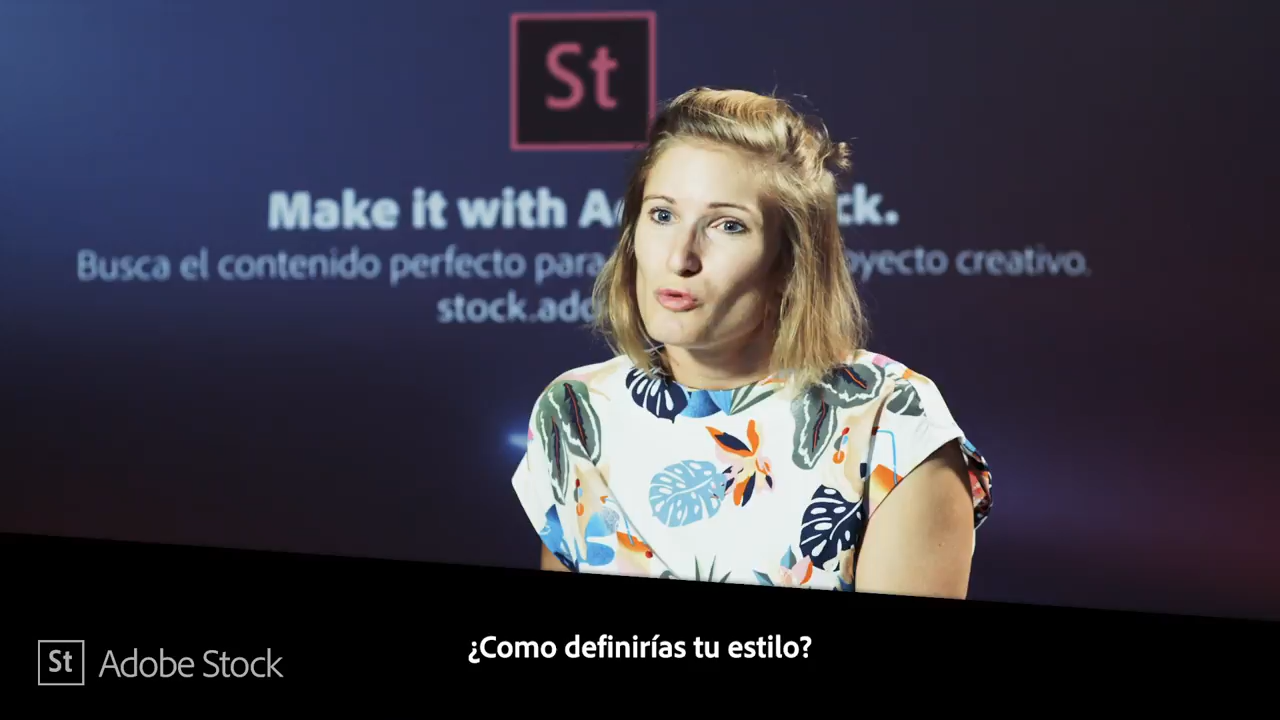 St
Make it with A ck.
Busca el contenido perfecto para oyecto creativo.
stock.ado
¿Como definirías tu estilo?
St Adobe Stock